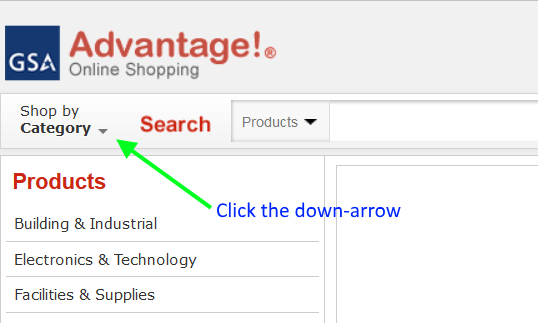 GSA
Advantage!®
Online Shopping
Shop by
Category
Search
Products
Click the down-arrow
Products
Building & Industrial
Electronics & Technology
Facilities & Supplies